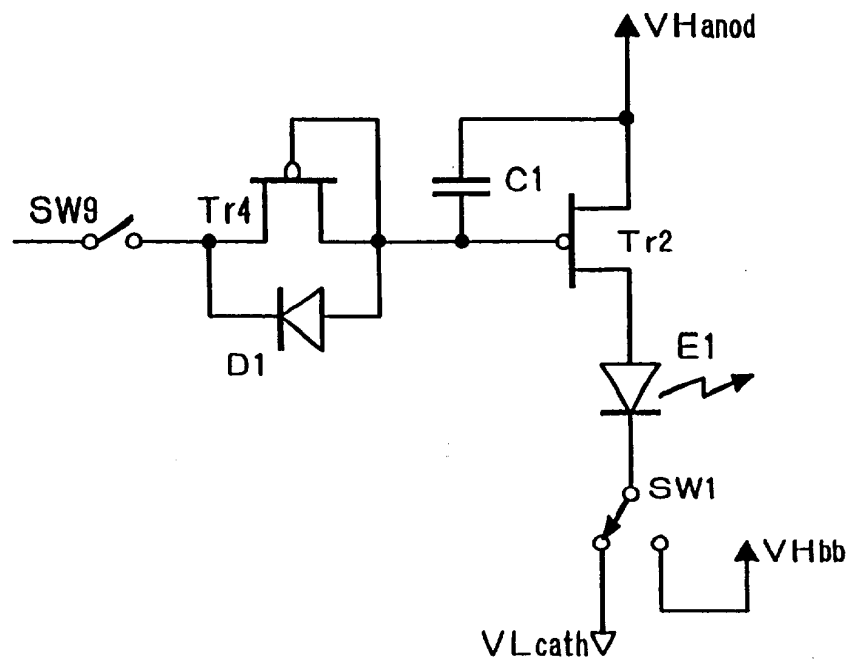 VHanod
SW9
Tr4
C1
Tr2
D1
E1
SW1
VHbb
VLcath